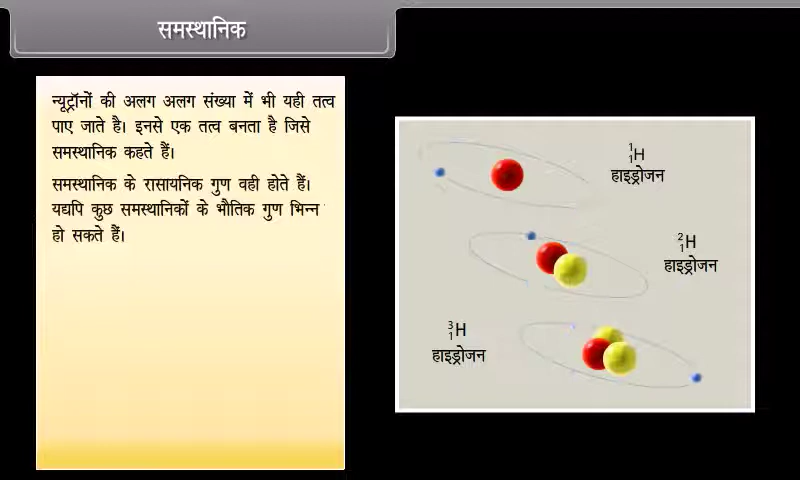 समस्थानिक
न्यूट्रॉनों की अलग अलग संख्या में भी यही तत्व
पाए जाते है। इनसे एक तत्व बनता है जिसे
समस्थानिक कहते हैं।
समस्थानिक के रासायनिक गुण वही होते हैं।
यद्यपि कुछ समस्थानिकों के भौतिक गुण भिन्न
हो सकते हैं।
¹₁H
हाइड्रोजन
²₁H
हाइड्रोजन
³₁H
हाइड्रोजन